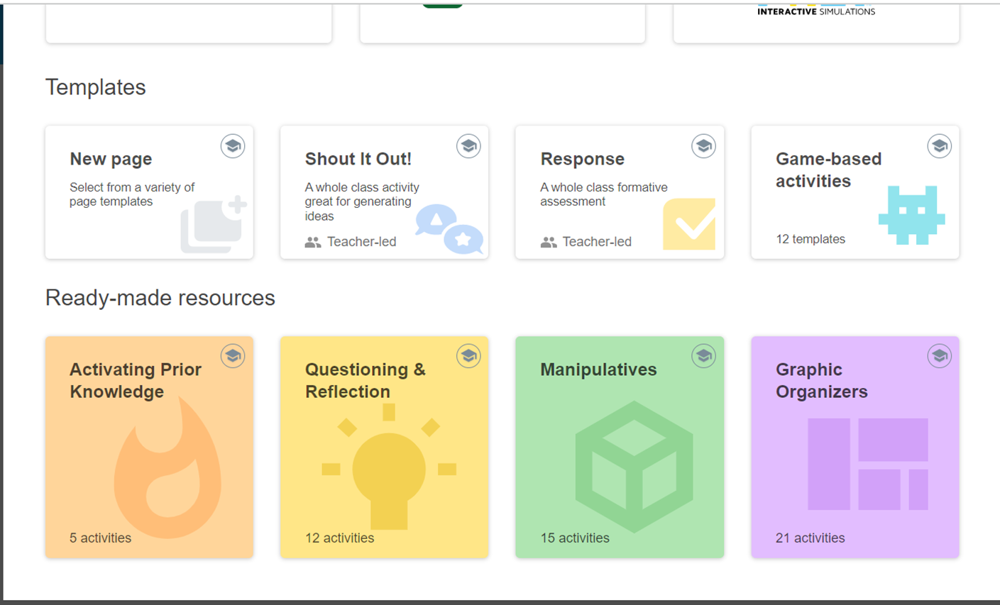 INTERACTIVE SIMULATIONS
Templates
New page
Select from a variety of
page templates
Shout It Out!
A whole class activity
great for generating
ideas
Teacher-led
Response
A whole class formative
assessment
Teacher-led
Game-based
activities
12 templates
Ready-made resources
Activating Prior
Knowledge
5 activities
Questioning &
Reflection
12 activities
Manipulatives
15 activities
Graphic
Organizers
21 activities